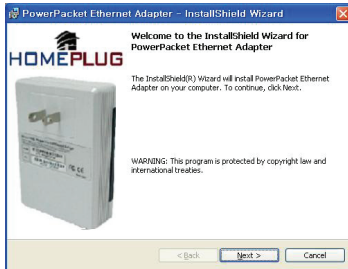 PowerPacket Ethernet Adapter - InstallShield Wizard
HOMEPLUG
Welcome to the InstallShield Wizard for
PowerPacket Ethernet Adapter
The InstallShield(R) Wizard will install PowerPacket Ethernet
Adapter on your computer. To continue, click Next.
WARNING: This program is protected by copyright law and
international treaties.
< Back
Next >
Cancel